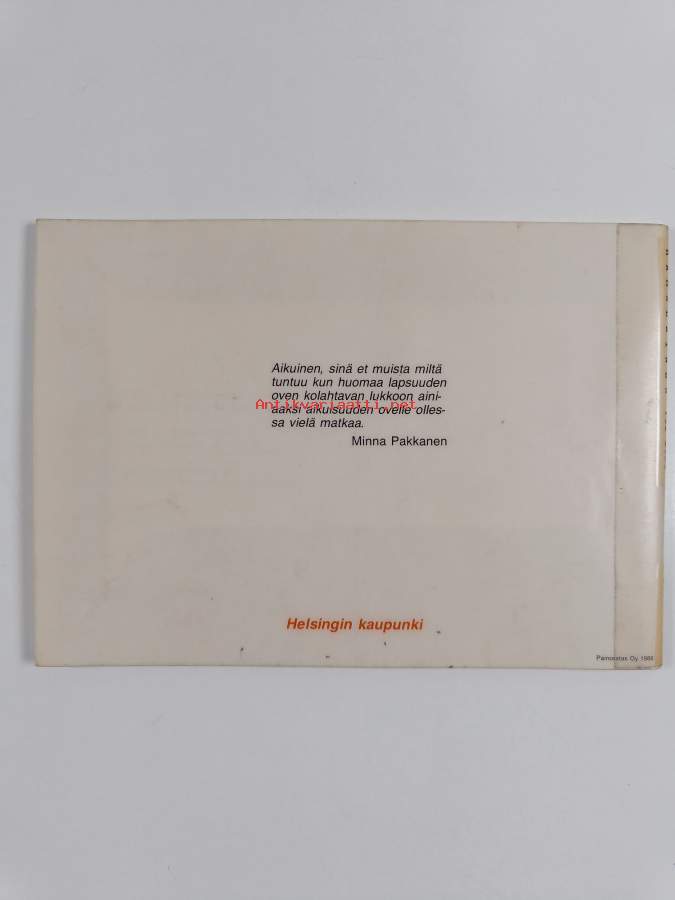 Aikuinen, sinä et muista miltä
tuntuu kun huomaa lapsuuden
oven kolahtavan lukkoon aini-
Antikvariaatti.net
aaksi aikuisuuden ovelle olles-
sa vielä matkaa.
Minna Pakkanen
Helsingin kaupunki